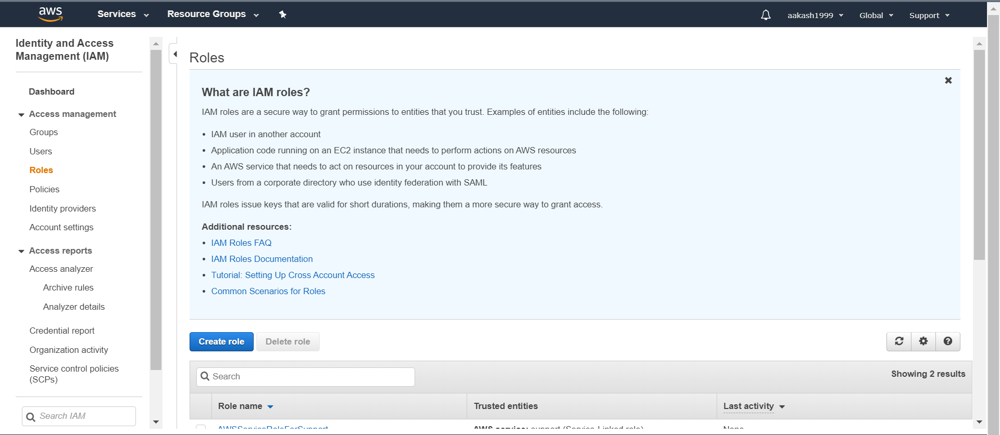 aws
Services
Resource Groups
aakash1999
Global
Support
Identity and Access
Management (IAM)
Dashboard
Access management
Groups
Users
Roles
Policies
Identity providers
Account settings
Access reports
Access analyzer
Archive rules
Analyzer details
Credential report
Organization activity
Service control policies
(SCPs)
Search IAM
Roles
What are IAM roles?
IAM roles are a secure way to grant permissions to entities that you trust. Examples of entities include the following:
• IAM user in another account
• Application code running on an EC2 instance that needs to perform actions on AWS resources
• An AWS service that needs to act on resources in your account to provide its features
• Users from a corporate directory who use identity federation with SAML
IAM roles issue keys that are valid for short durations, making them a more secure way to grant access.
Additional resources:
• IAM Roles FAQ
• IAM Roles Documentation
• Tutorial: Setting Up Cross Account Access
• Common Scenarios for Roles
Create role
Delete role
Search
Showing 2 results
Role name
Trusted entities
Last activity
AWSServiceRoleForSupport
AWS service: support (Service-Linked role)
None